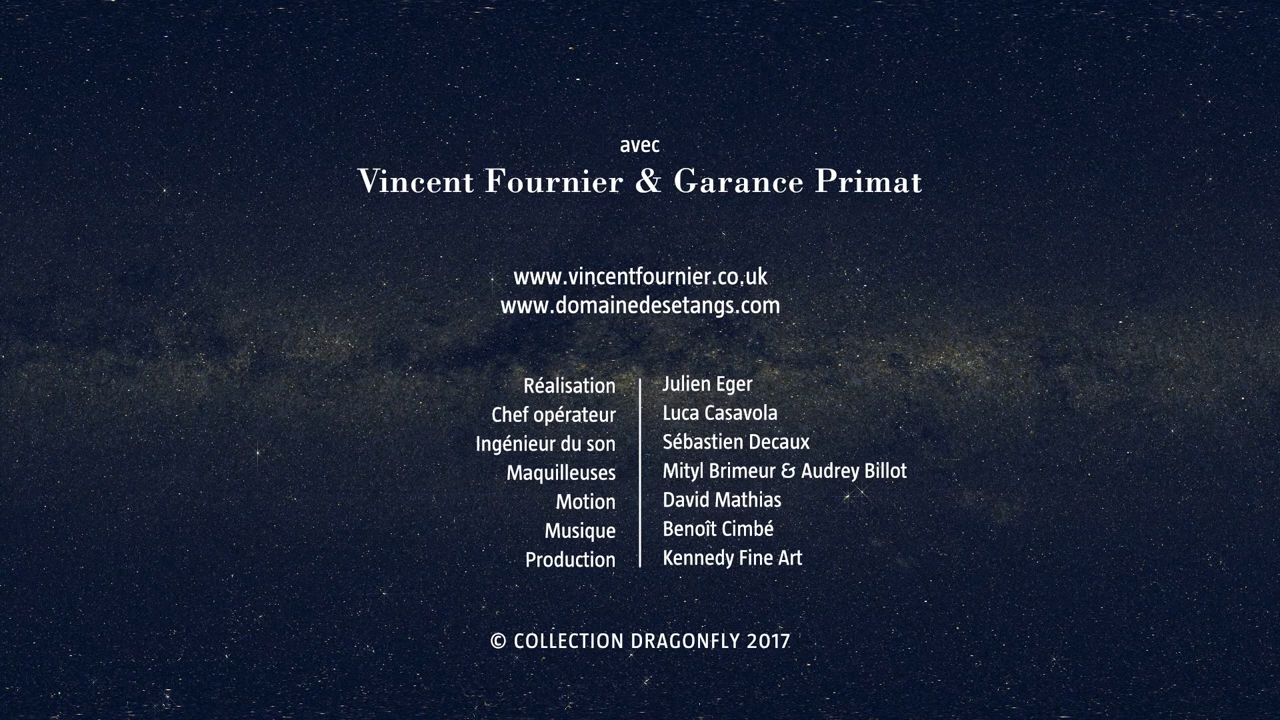 avec
Vincent Fournier & Garance Primat
www.vincentfournier.co,uk
www.domainedesetangs.com
Réalisation Julien Eger
Chef opérateur Luca Casavola
Ingénieur du son Sébastien Decaux
Maquilleuses Mityl Brimeur & Audrey Billot
Motion David Mathias
Musique Benoît Cimbé
Production Kennedy Fine Art
© COLLECTION DRAGONFLY 2017